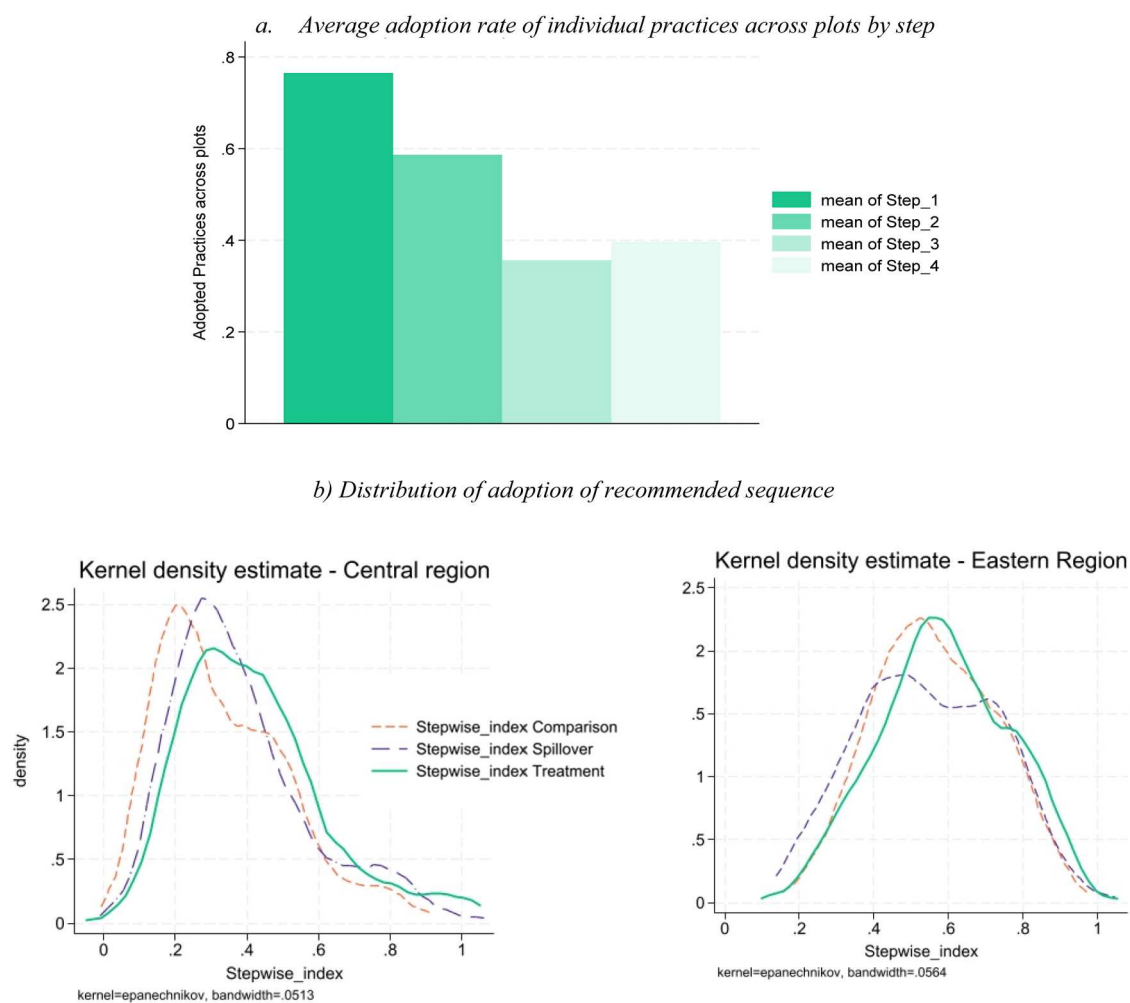 a. Average adoption rate of individual practices across plots by step
.8
.6
.4
.2
0
Adopted Practices across plots
mean of Step_1
mean of Step_2
mean of Step_3
mean of Step_4
b) Distribution of adoption of recommended sequence
Kernel density estimate - Central region
2.5
2
1.5
1
.5
0
density
0 .2 .4 .6 .8 1
Stepwise_index
kernel=epanechnikov, bandwidth=.0513
Stepwise_index Comparison
Stepwise_index Spillover
Stepwise_index Treatment
Kernel density estimate - Eastern Region
2.5
2
.5
1
.5
0
0 .2 .4 .6 .8 1
Stepwise_index
kernel=epanechnikov, bandwidth=.0564